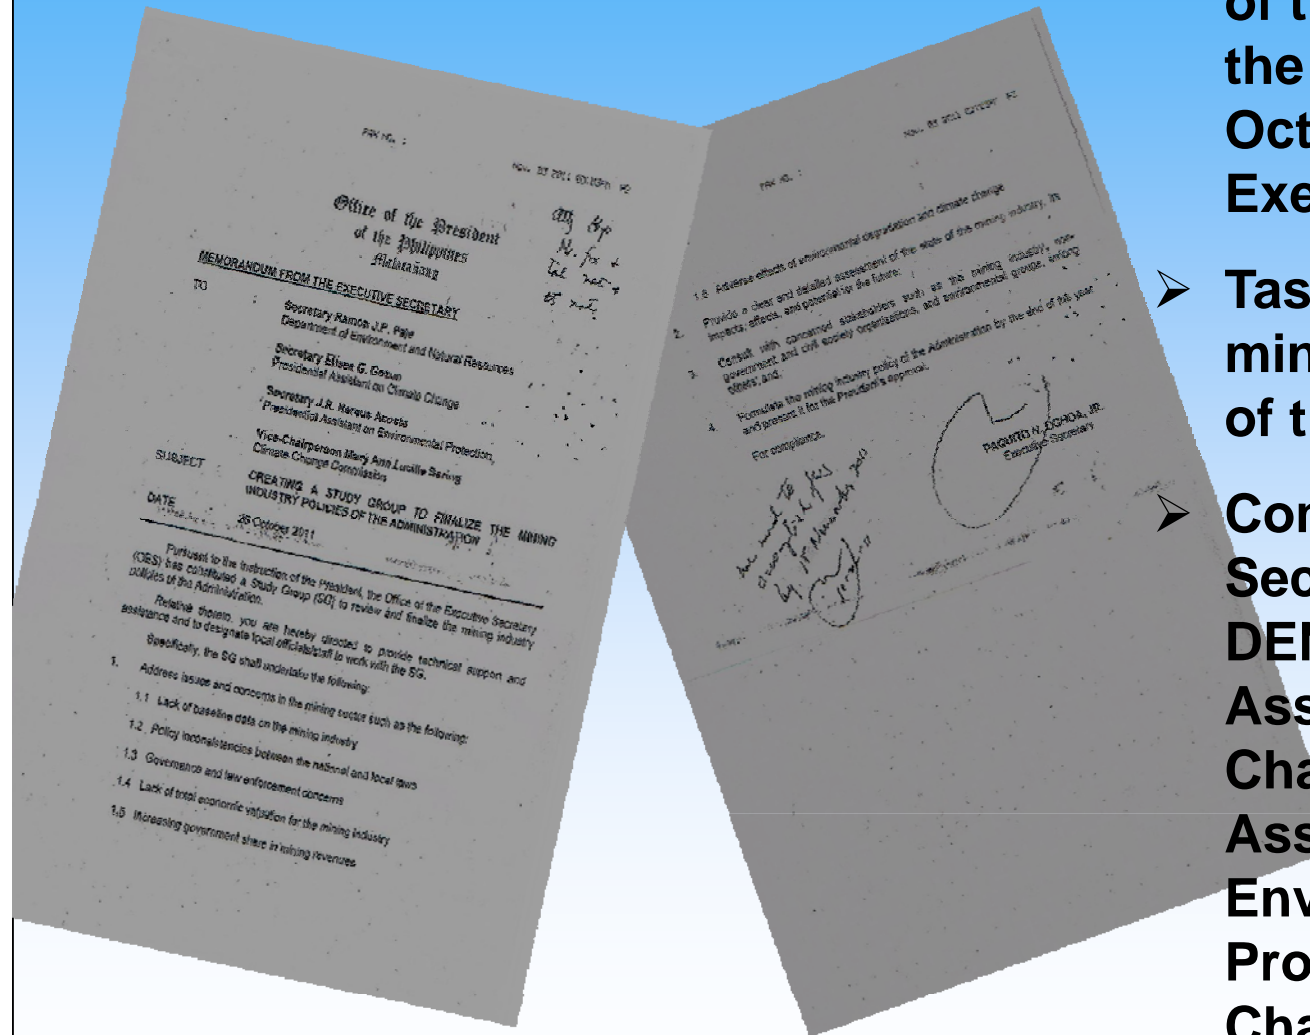 FAX NO. :
NOV. 03 2011
Office of the President
of the Philippines
Malacañang
MEMORANDUM FROM THE EXECUTIVE SECRETARY
TO :
Secretary Ramon J.P. Paje
Department of Environment and Natural Resources
Secretary Elisea G. Gozun
Presidential Assistant on Climate Change
Secretary J.R. Nereus Acosta
Presidential Assistant on Environmental Protection,
Vice-Chairperson Mary Ann Lucille Sering
Climate Change Commission
SUBJECT :
CREATING A STUDY GROUP TO FINALIZE THE MINING
INDUSTRY POLICIES OF THE ADMINISTRATION
DATE
26 October 2011
Pursuant to the instruction of the President, the Office of the Executive Secretary
(OES) has constituted a Study Group (SG) to review and finalize the mining industry
policies of the Administration.
Relative thereto, you are hereby directed to provide technical support and
assistance and to designate focal officials/staff to work with the SG.
Specifically, the SG shall undertake the following:
1. Address issues and concerns in the mining sector such as the following:
1.1 Lack of baseline data on the mining industry
1.2 Policy inconsistencies between the national and local laws
1.3 Governance and law enforcement concerns
1.4 Lack of total economic valuation for the mining industry
1.5 Increasing government share in mining revenues
FAX NO. :
NOV. 03 2011
1.6 Adverse effects of environmental degradation and climate change
2. Provide a clear and detailed assessment of the state of the mining industry, its
impacts, effects, and potential for the future;
3. Consult with concerned stakeholders such as the mining industry, non-
government and civil society organizations, and environmental groups, among
others; and
4. Formulate the mining industry policy of the Administration by the end of this year
and present it for the President's approval.
For compliance.
PAQUITO N. OCHOA, JR.
Executive Secretary
of t
the
Oct
Exe
➢ Tas
min
of t
➢ Con
Sec
DEN
Ass
Cha
Ass
Env
Pro
Cha